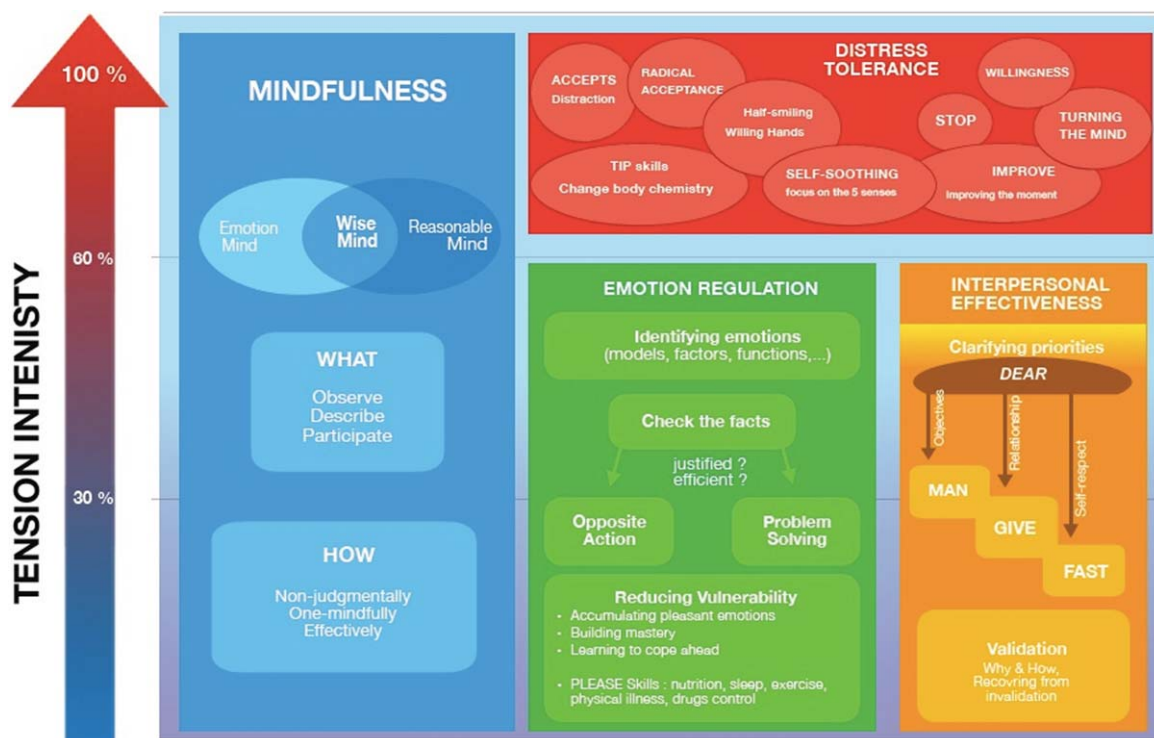 TENSION INTENISTY
100 %
60 %
30 %
MINDFULNESS
Emotion
Mind
Wise
Mind
Reasonable
Mind
WHAT
Observe
Describe
Participate
HOW
Non-judgmentally
One-mindfully
Effectively
DISTRESS
TOLERANCE
ACCEPTS
Distraction
RADICAL
ACCEPTANCE
Half-smiling
Willing Hands
WILLINGNESS
STOP
TURNING
THE MIND
TIP skills
Change body chemistry
SELF-SOOTHING
focus on the 5 senses
IMPROVE
Improving the moment
EMOTION REGULATION
Identifying emotions
(models, factors, functions,...)
Check the facts
justified ?
efficient ?
Opposite
Action
Problem
Solving
Reducing Vulnerability
• Accumulating pleasant emotions
• Building mastery
• Learning to cope ahead
• PLEASE Skills : nutrition, sleep, exercise,
physical illness, drugs control
INTERPERSONAL
EFFECTIVENESS
Clarifying priorities
DEAR
Objectives
Relationship
Self-respect
MAN
GIVE
FAST
Validation
Why & How,
Recovring from
invalidation